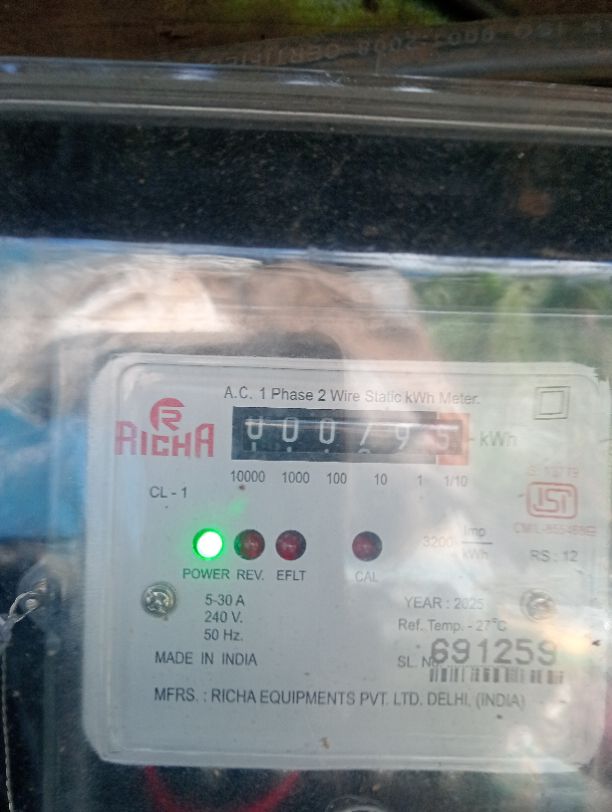 A.C. 1 Phase 2 Wire Static kWh Meter.
R
RICHA
00079 kWh
10000 1000 100 10 1 1/10
CL - 1
ISI
3200 Imp
kWh
RS : 12
POWER REV. EFLT CAL
5-30 A
240 V.
50 Hz.
YEAR : 2025
Ref. Temp. - 27°C
MADE IN INDIA
SL. No 691259
MFRS. : RICHA EQUIPMENTS PVT. LTD. DELHI, (INDIA)